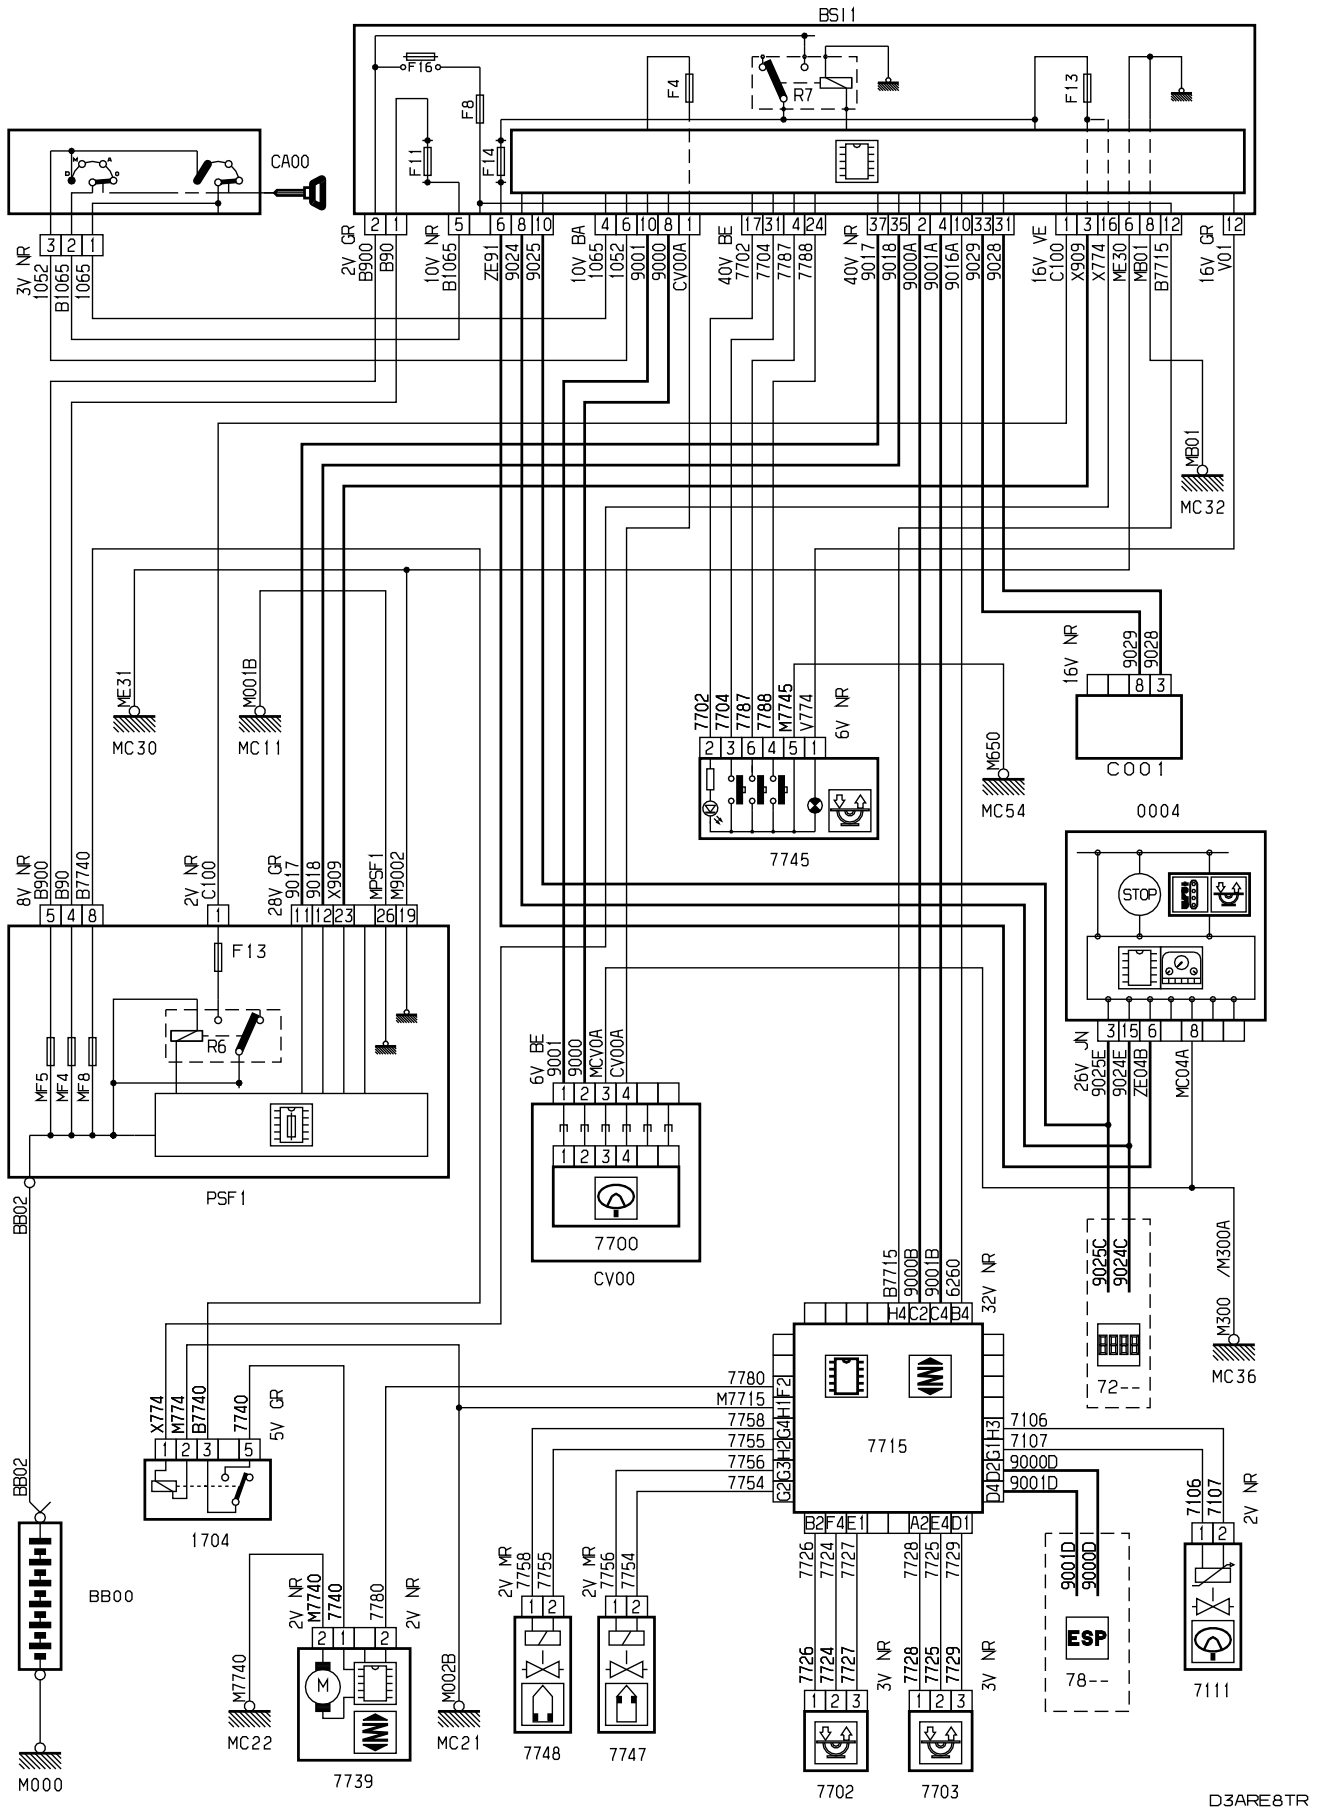 BSI1
F16
F8
F11
F14
F4
R7
F13
M A
D O
CA00
3 2 1
3V NR
1052
B1065
1065
2 1
2V GR
B900
B90
5 6 8 10
10V NR
B1065
ZE91
9024
9025
4 6 10 8 1
10V BA
1065
1052
9001
9000
CV00A
17 31 4 24
40V BE
7702
7704
7787
7788
37 35 2 4 10 33 31
40V NR
9017
9018
9000A
9001A
9016A
9029
9028
1 3 16 6 8 12
16V VE
C100
X909
X774
ME30
MB01
B7715
12
16V GR
V01
MB01
MC32
ME31
MC30
M001B
MC11
16V NR
9029
9028
8 3
C001
7702
7704
7787
7788
M7745
V774
6V NR
2 3 6 4 5 1
7745
M650
MC54
0004
STOP
3 15 6 8
26V JN
9025E
9024E
ZE04B
MC04A
8V NR
B900
B90
B7740
5 4 8
2V NR
C100
1
28V GR
9017
9018
X909
MPSF1
M9002
11 12 23 26 19
F13
R6
MF5
MF4
MF8
PSF1
BB02
6V BE
9001
9000
MCV0A
CV00A
1 2 3 4
1 2 3 4
7700
CV00
9025C
9024C
72--
M300 /M300A
MC36
B7715
9000B
9001B
6260
32V NR
H4 C2 C4 B4
7715
7780 F2
M7715 H1
7758 G4
7755 H2
7756 G3
7754 G2
H3 7106
G1 7107
D2 9000D
D4 9001D
B2 F4 E1 A2 E4 D1
7726
7724
7727
7728
7725
7729
X774
M774
B7740
7740
5V GR
1 2 3 5
1704
BB02
BB00
M000
M7740
MC22
2V NR
M7740
7740
7780
2V NR
2 1 2
M
7739
M002B
MC21
2V MR
7758
7755
1 2
7748
2V MR
7756
7754
1 2
7747
7726
7724
7727
3V NR
1 2 3
7702
7728
7725
7729
3V NR
1 2 3
7703
9001D
9000D
ESP
78--
7106
7107
2V NR
1 2
7111
D3ARE8TR